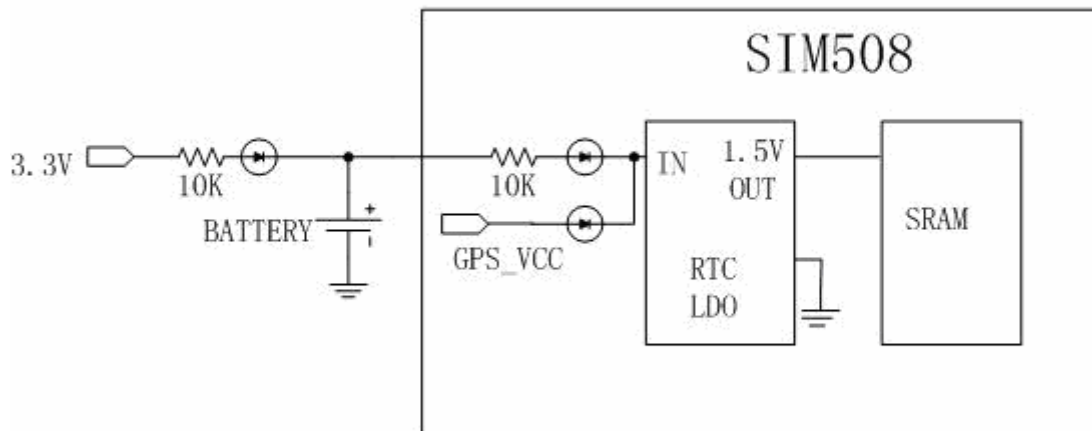 SIM508
3.3V
10K
BATTERY
+
-
10K
GPS_VCC
IN
1.5V
OUT
RTC
LDO
SRAM